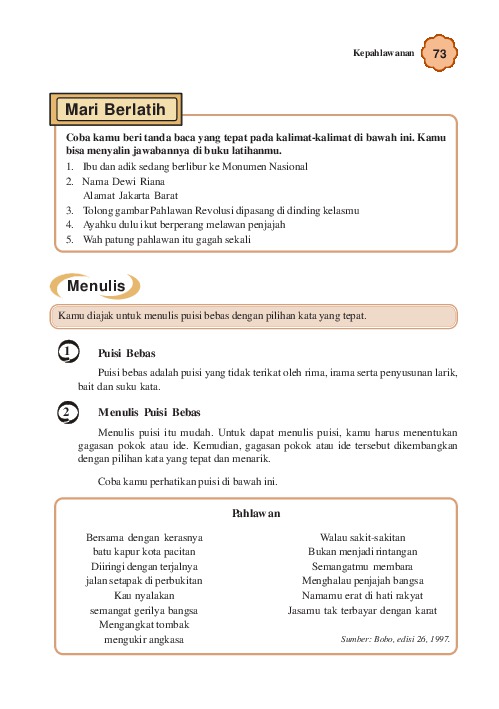 Kepahlawanan 73
Mari Berlatih
Coba kamu beri tanda baca yang tepat pada kalimat-kalimat di bawah ini. Kamu
bisa menyalin jawabannya di buku latihanmu.
1. Ibu dan adik sedang berlibur ke Monumen Nasional
2. Nama Dewi Riana
Alamat Jakarta Barat
3. Tolong gambar Pahlawan Revolusi dipasang di dinding kelasmu
4. Ayahku dulu ikut berperang melawan penjajah
5. Wah patung pahlawan itu gagah sekali
Menulis
Kamu diajak untuk menulis puisi bebas dengan pilihan kata yang tepat.
1 Puisi Bebas
Puisi bebas adalah puisi yang tidak terikat oleh rima, irama serta penyusunan larik,
bait dan suku kata.
2 Menulis Puisi Bebas
Menulis puisi itu mudah. Untuk dapat menulis puisi, kamu harus menentukan
gagasan pokok atau ide. Kemudian, gagasan pokok atau ide tersebut dikembangkan
dengan pilihan kata yang tepat dan menarik.
Coba kamu perhatikan puisi di bawah ini.
Pahlawan
Bersama dengan kerasnya
batu kapur kota pacitan
Diiringi dengan terjalnya
jalan setapak di perbukitan
Kau nyalakan
semangat gerilya bangsa
Mengangkat tombak
mengukir angkasa
Walau sakit-sakitan
Bukan menjadi rintangan
Semangatmu membara
Menghalau penjajah bangsa
Namamu erat di hati rakyat
Jasamu tak terbayar dengan karat
Sumber: Bobo, edisi 26, 1997.